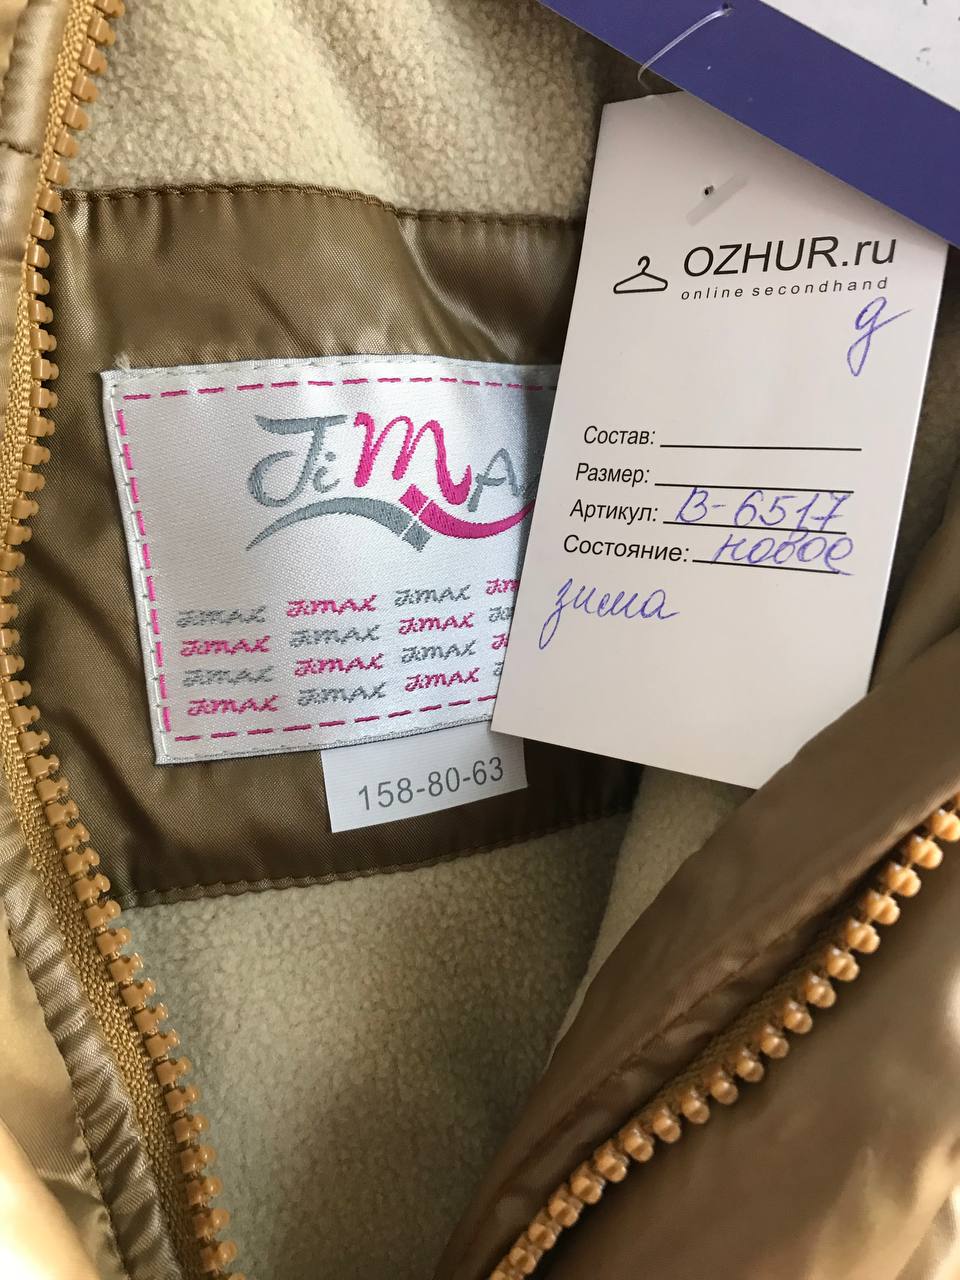 OZHUR.ru
online secondhand
д
Состав:
Размер:
Артикул: В-6517
Состояние: новое
зима
JiMAX
JiMAX JiMAX JiMAX
JiMAX JiMAX JiMAX
JiMAX JiMAX JiMAX
JiMAX JiMAX JiMAX
158-80-63